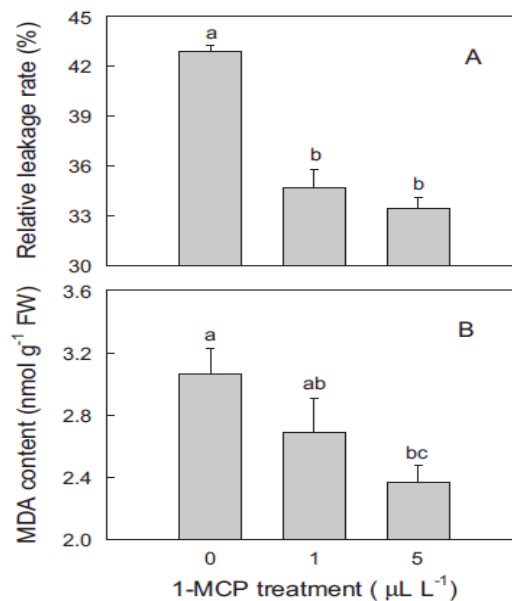 45
42
39
36
33
30
Relative leakage rate (%)
a
b
b
A
3.6
3.2
2.8
2.4
2.0
MDA content (nmol g⁻¹ FW)
a
ab
bc
B
0 1 5
1-MCP treatment ( μL L⁻¹)